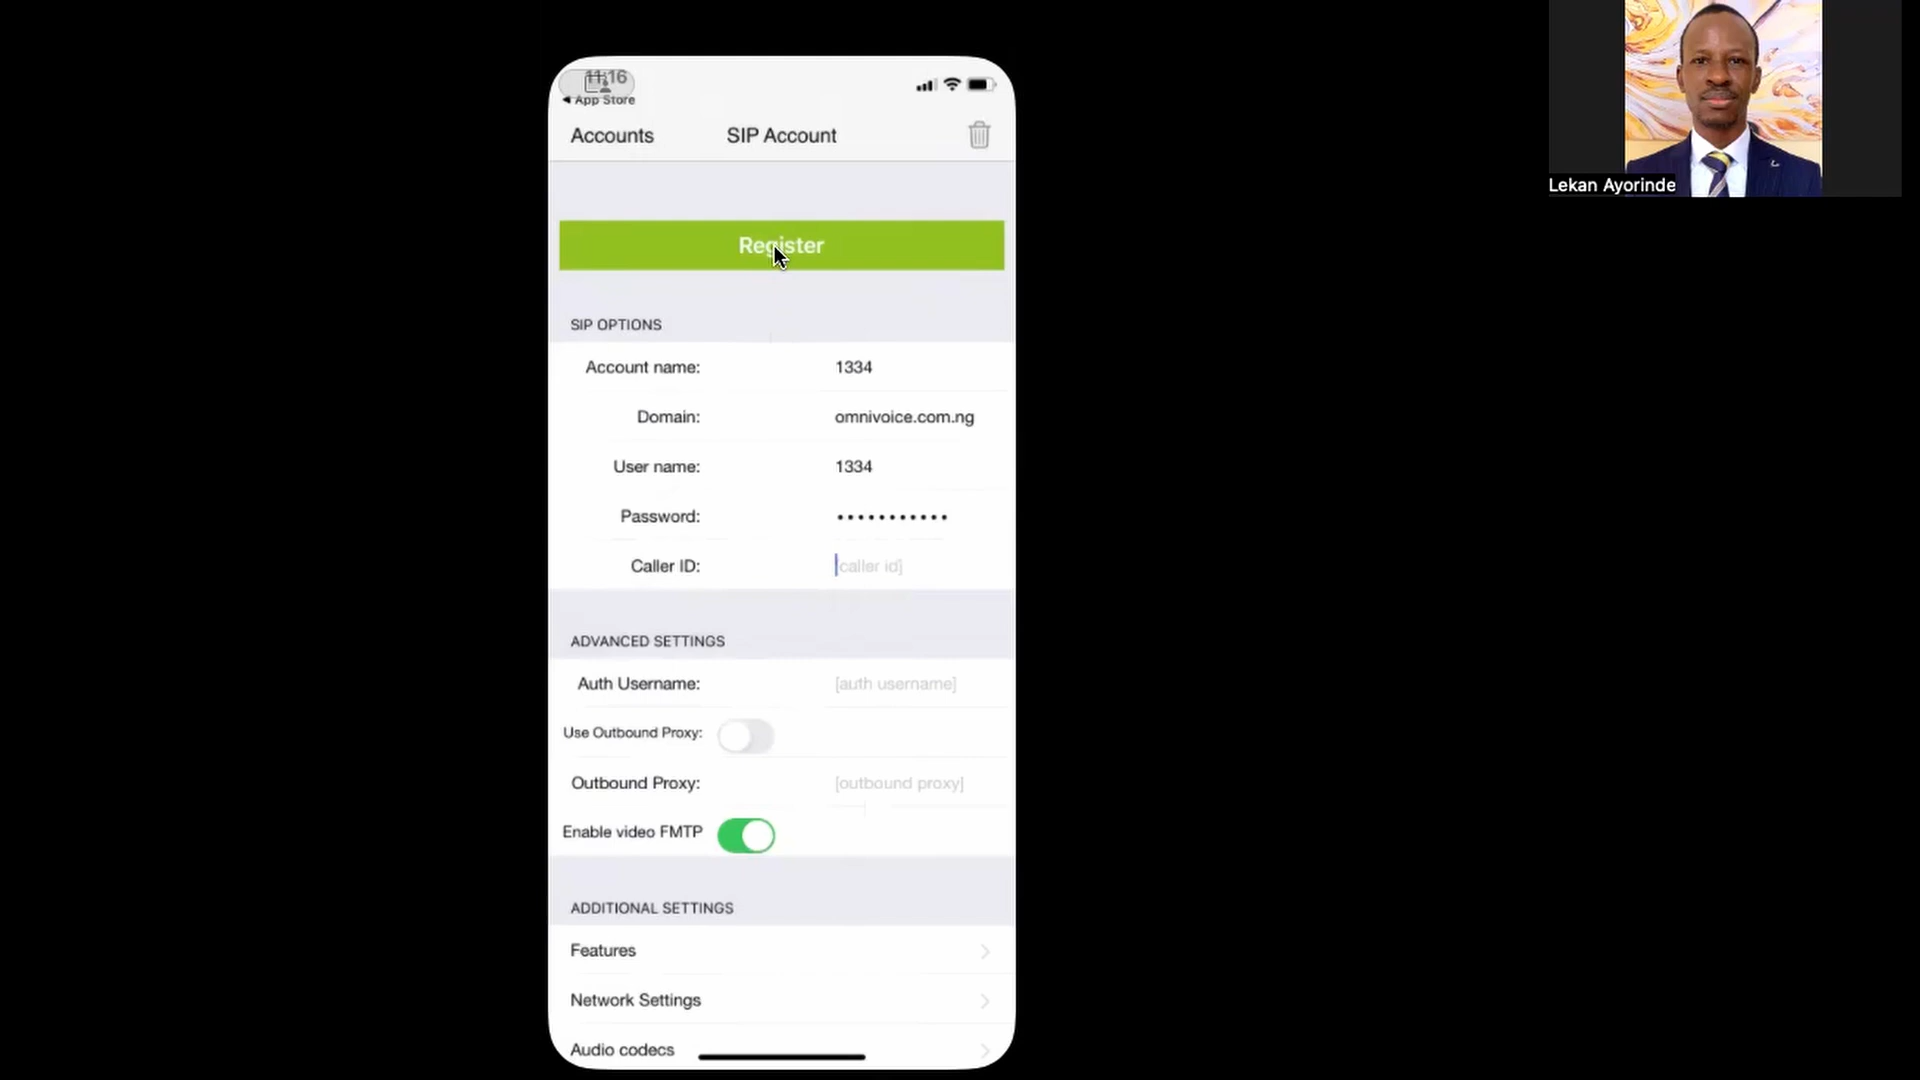 11:16
App Store
Accounts
SIP Account
Register
SIP OPTIONS
Account name: 1334
Domain: omnivoice.com.ng
User name: 1334
Password: •••••••••••
Caller ID: [caller id]
ADVANCED SETTINGS
Auth Username: [auth username]
Use Outbound Proxy:
Outbound Proxy: [outbound proxy]
Enable video FMTP
ADDITIONAL SETTINGS
Features
Network Settings
Audio codecs
Lekan Ayorinde